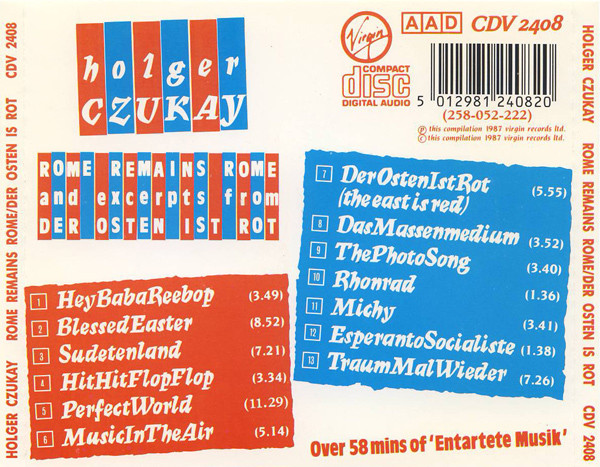 HOLGER CZUKAY ROME REMAINS ROME/DER OSTEN IS ROT CDV 2408
holger
CZUKAY
ROME REMAINS ROME
and excerpts from
DER OSTEN IST ROT
1 HeyBabaReebop (3.49)
2 BlessedEaster (8.52)
3 Sudetenland (7.21)
4 HitHitFlopFlop (3.34)
5 PerfectWorld (11.29)
6 MusicInTheAir (5.14)
Virgin
COMPACT
disc
DIGITAL AUDIO
AAD CDV 2408
5 012981 240820
(258-052-222)
℗ this compilation 1987 virgin records ltd.
© this compilation 1987 virgin records ltd.
7 DerOstenIstRot
(the east is red) (5.55)
8 DasMassenmedium (3.52)
9 ThePhotoSong (3.40)
10 Rhonrad (1.36)
11 Michy (3.41)
12 EsperantoSocialiste (1.38)
13 TraumMalWieder (7.26)
Over 58 mins of 'Entartete Musik'
HOLGER CZUKAY ROME REMAINS ROME/DER OSTEN IS ROT CDV 2408